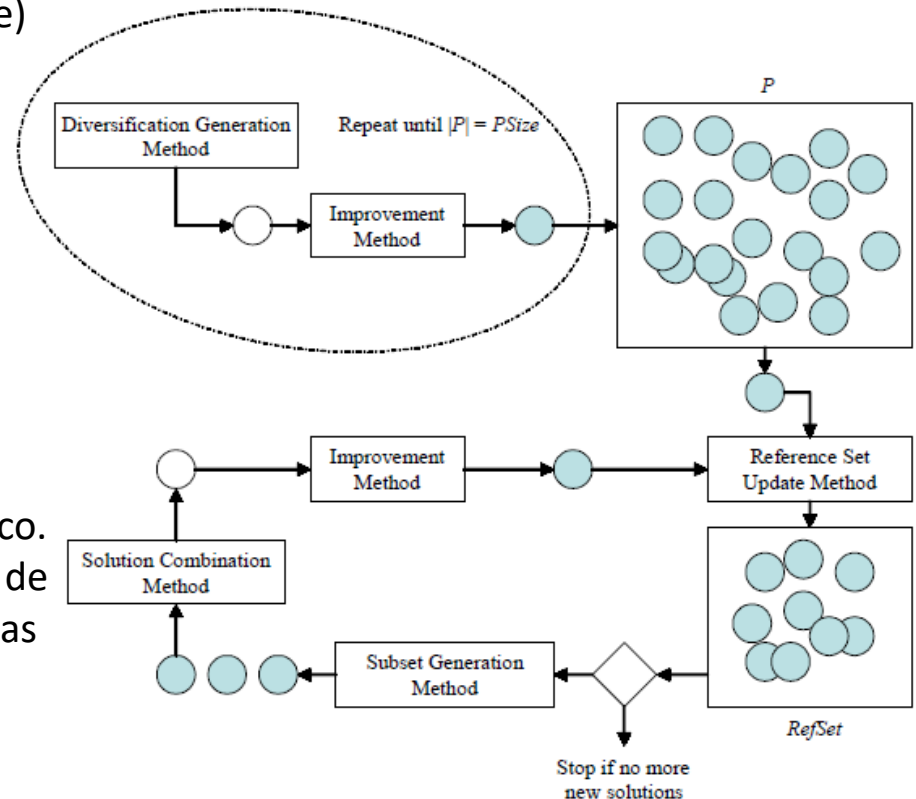 e)
P
Diversification Generation
Method
Repeat until |P| = PSize
Improvement
Method
Improvement
Method
Reference Set
Update Method
co.
de
as
Solution Combination
Method
Subset Generation
Method
RefSet
Stop if no more
new solutions